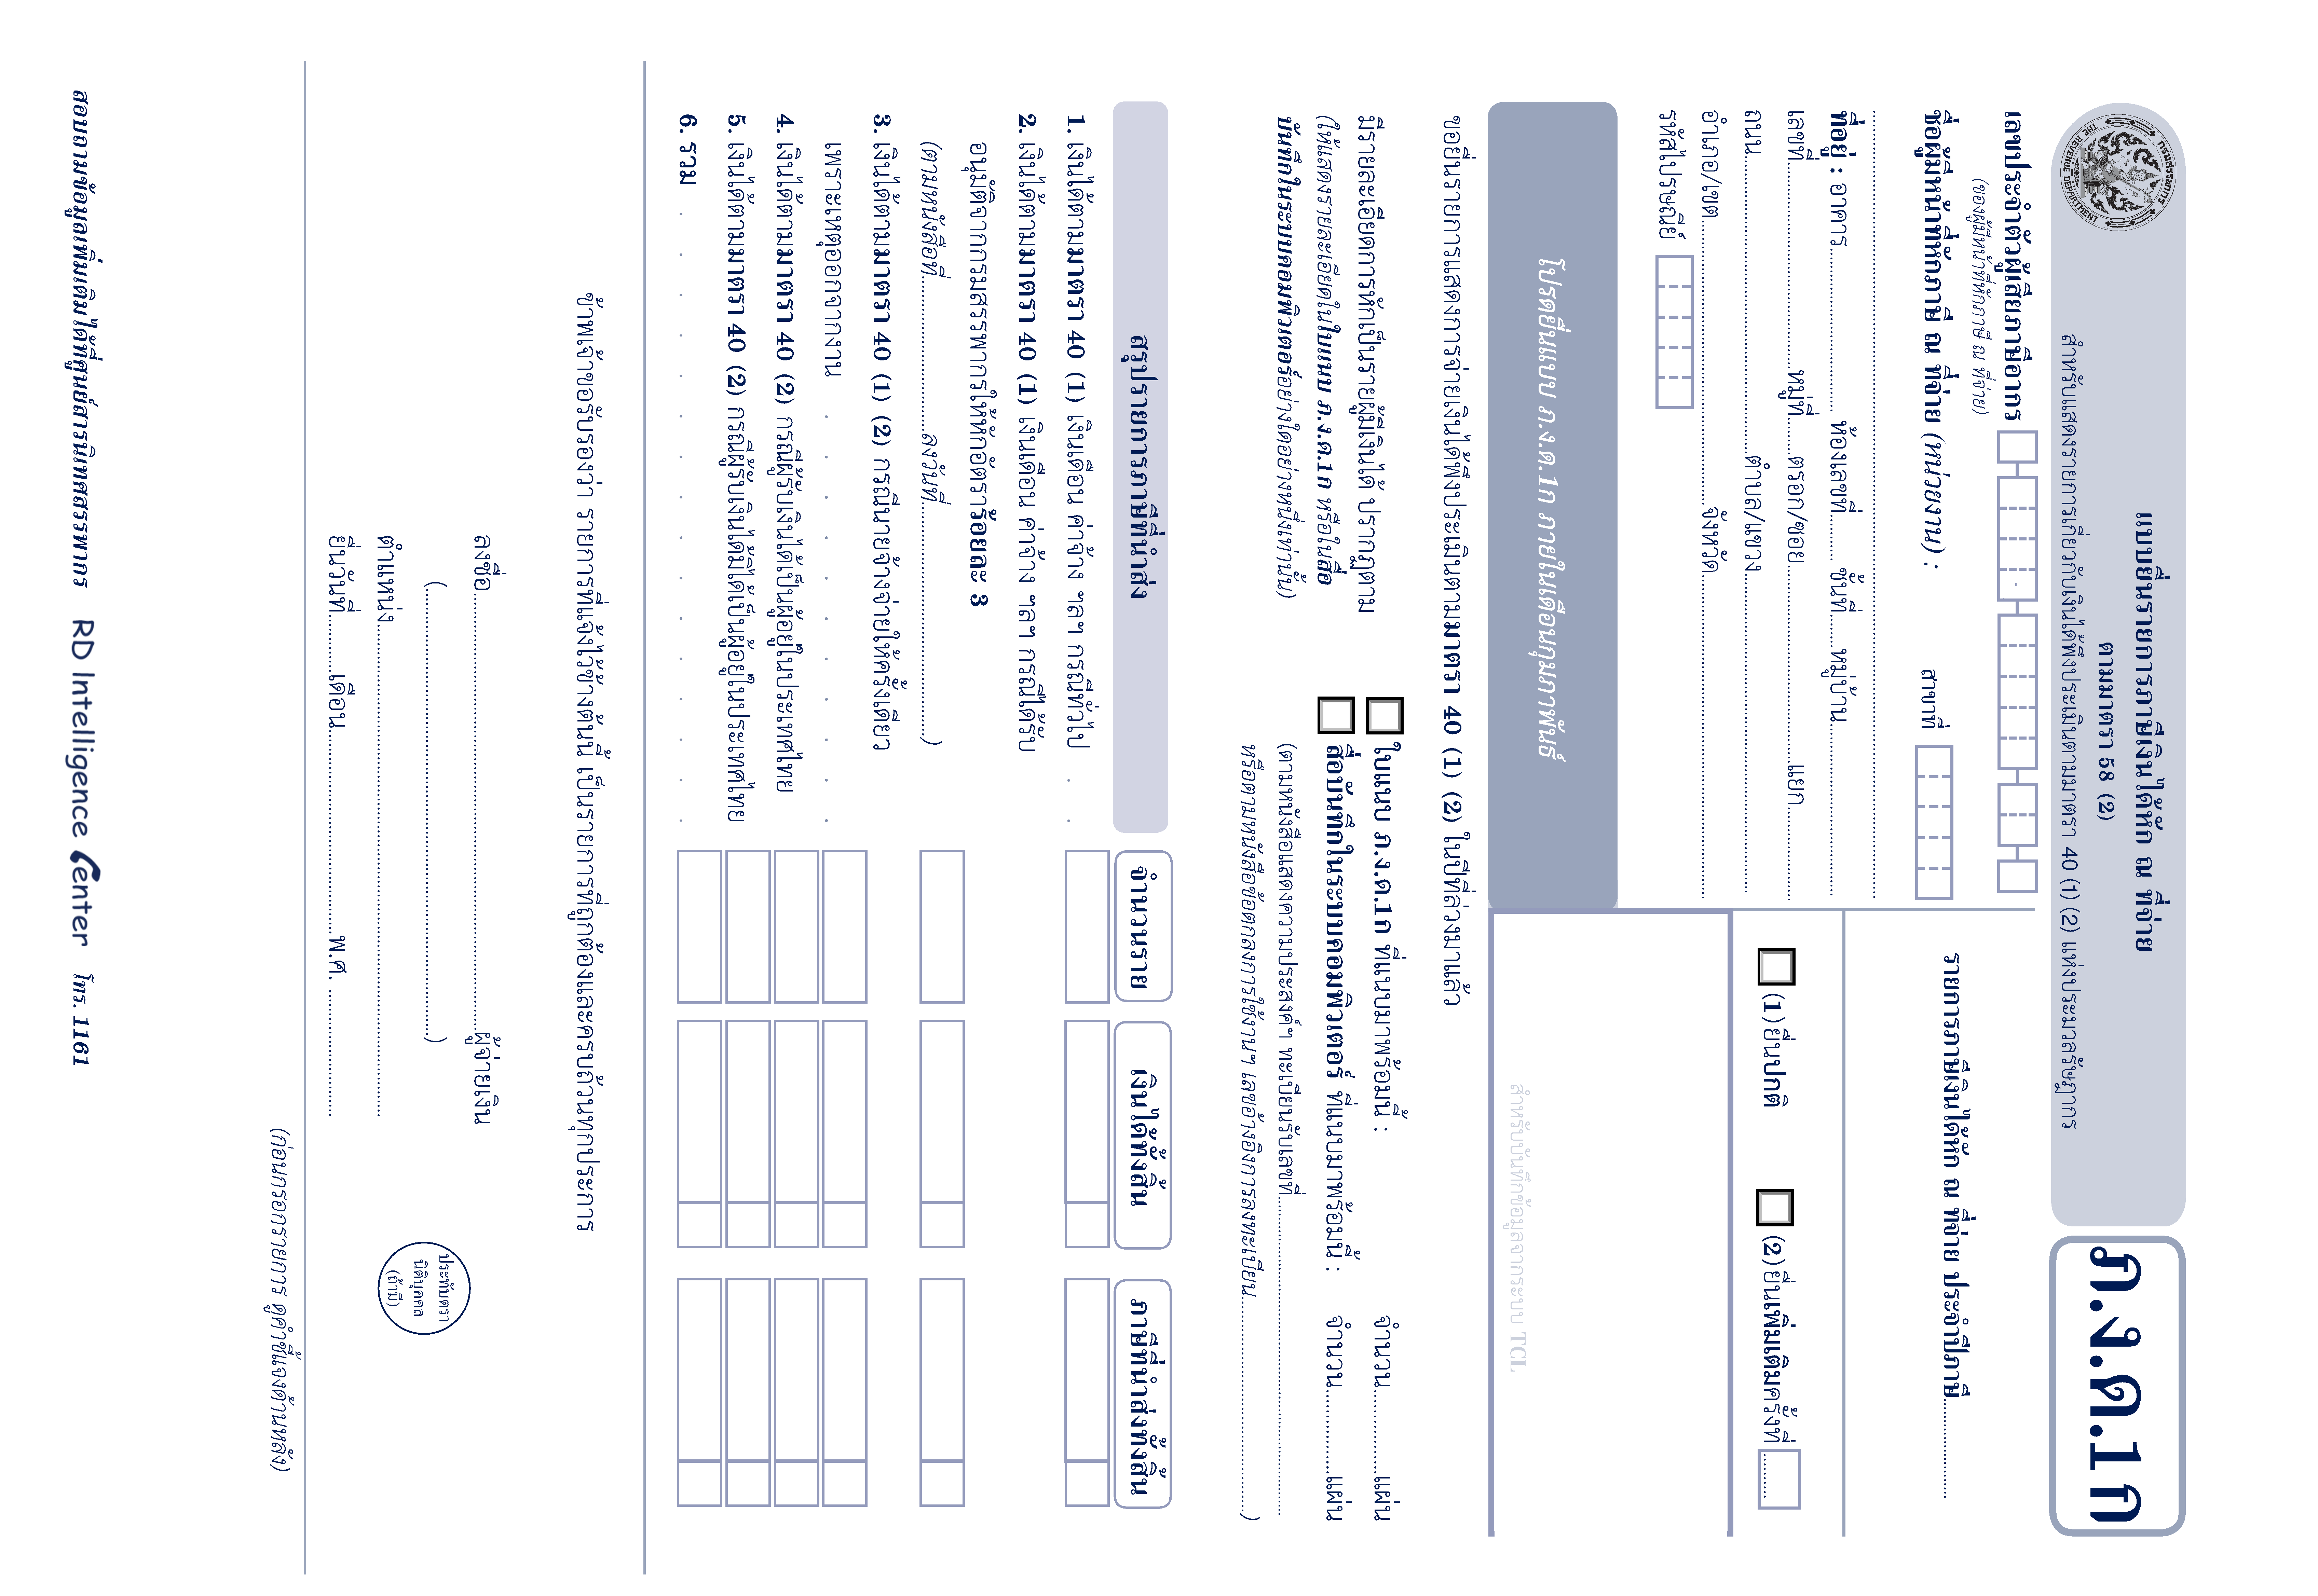 กรมสรรพากร
THE REVENUE DEPARTMENT
แบบยื่นรายการภาษีเงินได้หัก ณ ที่จ่าย
ตามมาตรา 58 (2)
สำหรับแสดงรายการเกี่ยวกับเงินได้พึงประเมินตามมาตรา 40 (1) (2) แห่งประมวลรัษฎากร
ภ.ง.ด.1ก
เลขประจำตัวผู้เสียภาษีอากร
(ของผู้มีหน้าที่หักภาษี ณ ที่จ่าย)
ชื่อผู้มีหน้าที่หักภาษี ณ ที่จ่าย (หน่วยงาน) : สาขาที่
ที่อยู่ : อาคาร ห้องเลขที่ ชั้นที่ หมู่บ้าน
เลขที่ หมู่ที่ ตรอก/ซอย แยก
ถนน ตำบล/แขวง
อำเภอ/เขต จังหวัด
รหัสไปรษณีย์
รายการภาษีเงินได้หัก ณ ที่จ่าย ประจำปีภาษี
(1) ยื่นปกติ (2) ยื่นเพิ่มเติมครั้งที่
โปรดยื่นแบบ ภ.ง.ด.1ก ภายในเดือนกุมภาพันธ์
สำหรับบันทึกข้อมูลจากระบบ TCL
ขอยื่นรายการแสดงการจ่ายเงินได้พึงประเมินตามมาตรา 40 (1) (2) ในปีที่ล่วงมาแล้ว
มีรายละเอียดการหักเป็นรายผู้มีเงินได้ ปรากฏตาม
(ให้แสดงรายละเอียดในใบแนบ ภ.ง.ด.1ก หรือในสื่อ
บันทึกในระบบคอมพิวเตอร์อย่างใดอย่างหนึ่งเท่านั้น)
ใบแนบ ภ.ง.ด.1ก ที่แนบมาพร้อมนี้ : จำนวน แผ่น
สื่อบันทึกในระบบคอมพิวเตอร์ ที่แนบมาพร้อมนี้ : จำนวน แผ่น
(ตามหนังสือแสดงความประสงค์ฯ ทะเบียนรับเลขที่
หรือตามหนังสือข้อตกลงการใช้งานฯ เลขอ้างอิงการลงทะเบียน )
สรุปรายการภาษีที่นำส่ง จำนวนราย เงินได้ทั้งสิ้น ภาษีที่นำส่งทั้งสิ้น
1. เงินได้ตามมาตรา 40 (1) เงินเดือน ค่าจ้าง ฯลฯ กรณีทั่วไป
2. เงินได้ตามมาตรา 40 (1) เงินเดือน ค่าจ้าง ฯลฯ กรณีได้รับ
อนุมัติจากกรมสรรพากรให้หักอัตราร้อยละ 3
(ตามหนังสือที่ ลงวันที่ )
3. เงินได้ตามมาตรา 40 (1) (2) กรณีนายจ้างจ่ายให้ครั้งเดียว
เพราะเหตุออกจากงาน
4. เงินได้ตามมาตรา 40 (2) กรณีผู้รับเงินได้เป็นผู้อยู่ในประเทศไทย
5. เงินได้ตามมาตรา 40 (2) กรณีผู้รับเงินได้มิได้เป็นผู้อยู่ในประเทศไทย
6. รวม
ข้าพเจ้าขอรับรองว่า รายการที่แจ้งไว้ข้างต้นนี้ เป็นรายการที่ถูกต้องและครบถ้วนทุกประการ
ลงชื่อ ผู้จ่ายเงิน
( )
ตำแหน่ง
ยื่นวันที่ เดือน พ.ศ.
ประทับตรา
นิติบุคคล
(ถ้ามี)
(ก่อนกรอกรายการ ดูคำชี้แจงด้านหลัง)
สอบถามข้อมูลเพิ่มเติมได้ที่ศูนย์สารนิเทศสรรพากร RD Intelligence Center โทร. 1161